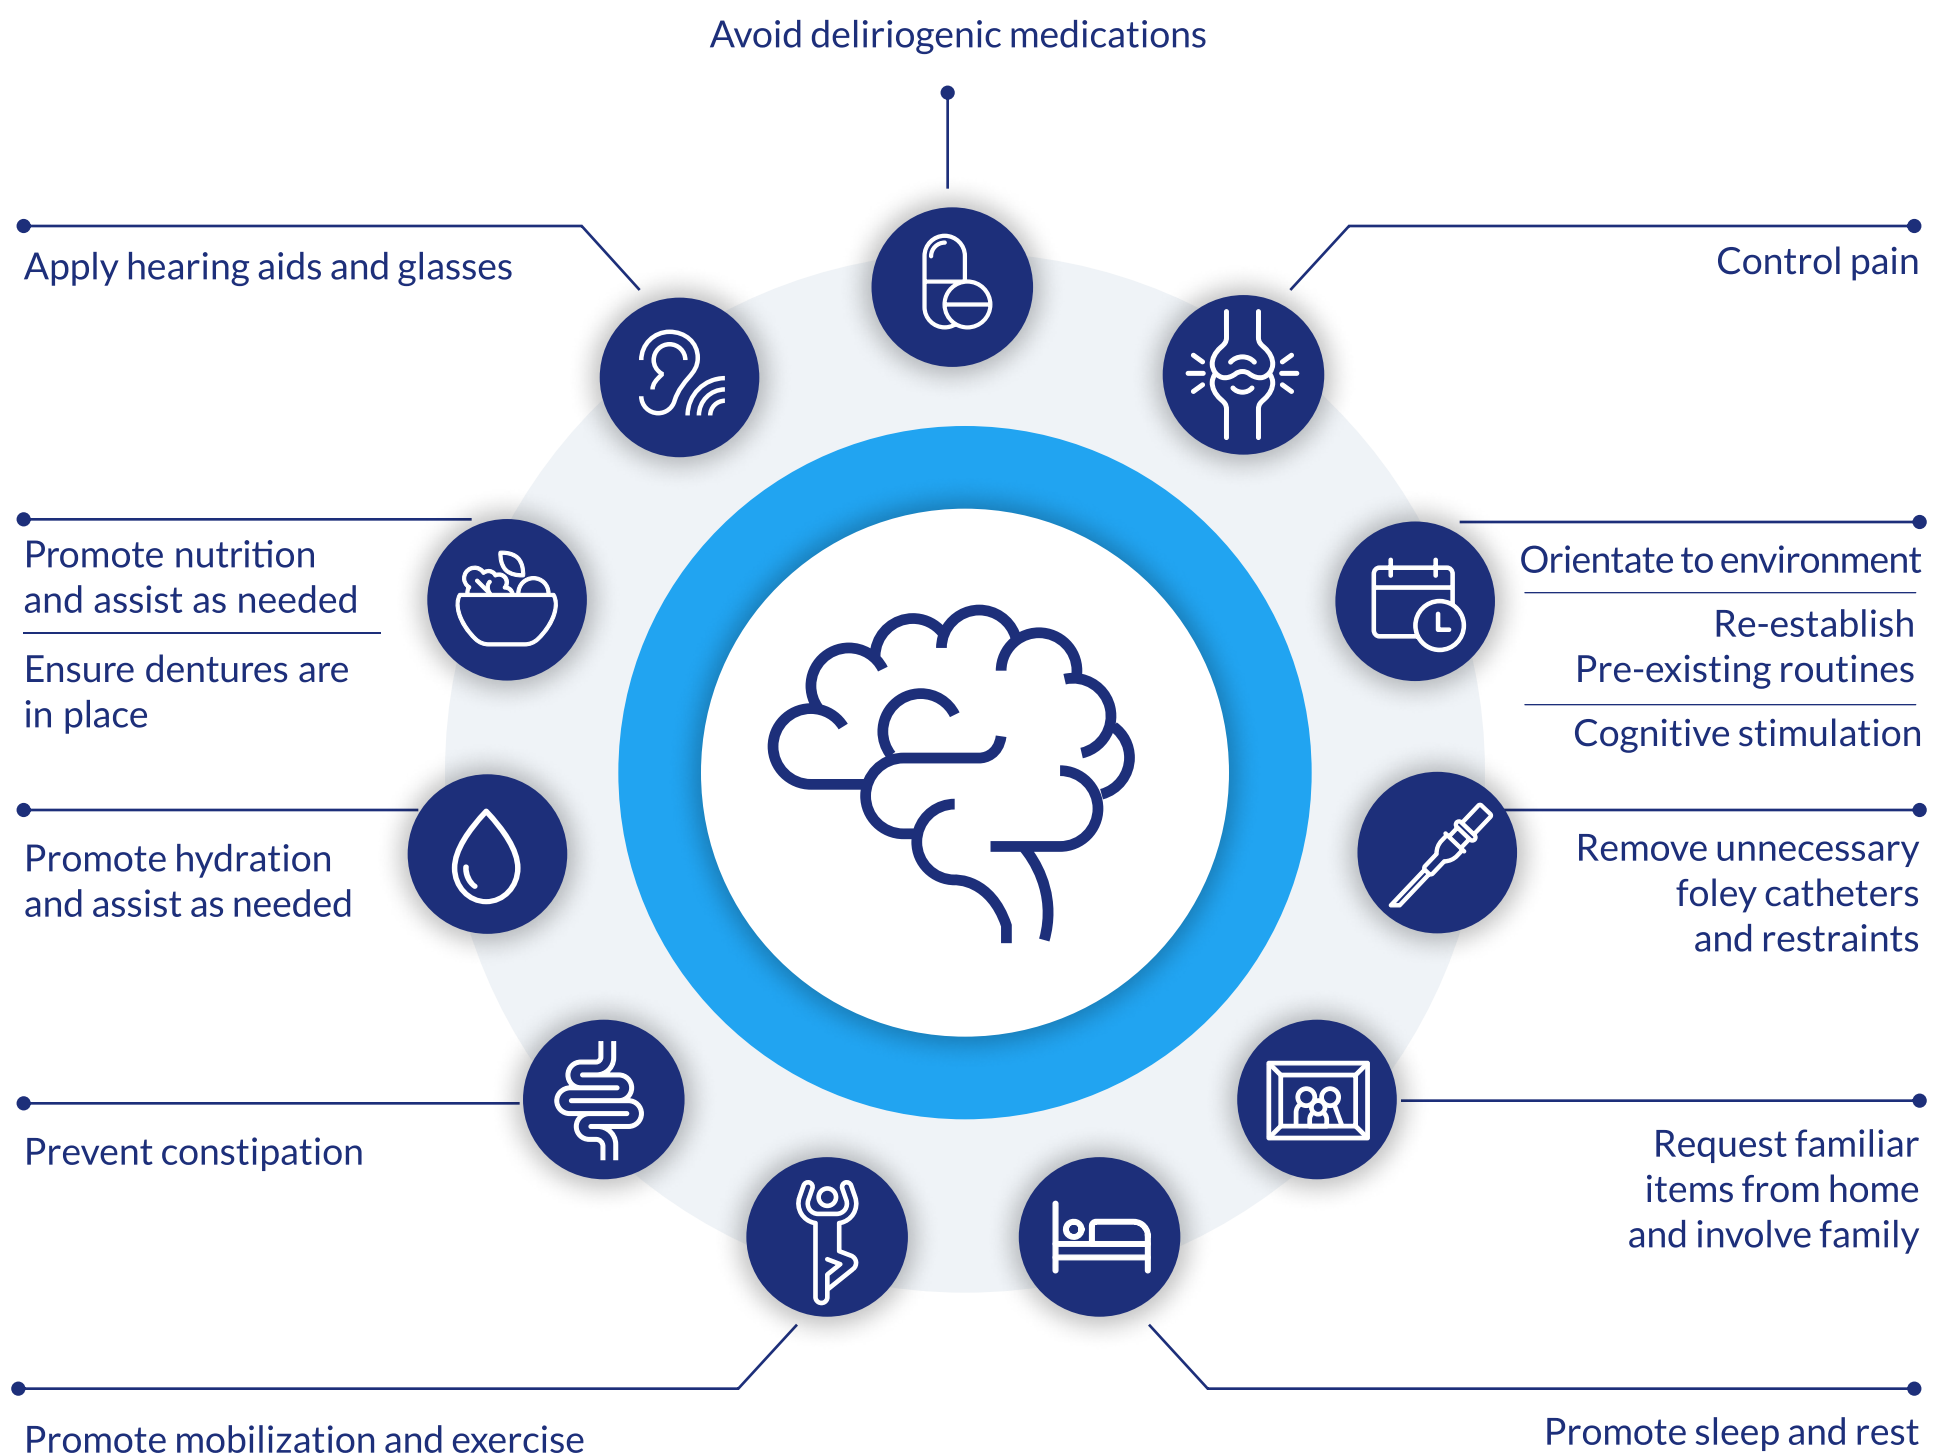 Avoid deliriogenic medications
Apply hearing aids and glasses
Control pain
Promote nutrition
and assist as needed
Ensure dentures are
in place
Orientate to environment
Re-establish
Pre-existing routines
Cognitive stimulation
Promote hydration
and assist as needed
Remove unnecessary
foley catheters
and restraints
Prevent constipation
Request familiar
items from home
and involve family
Promote mobilization and exercise
Promote sleep and rest